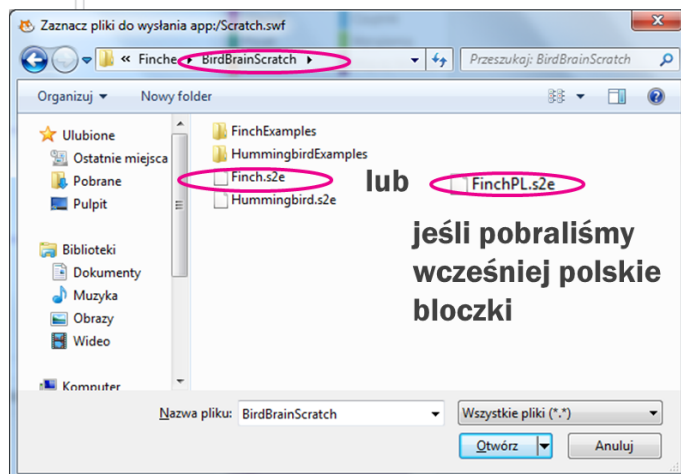 Zaznacz pliki do wysłania app:/Scratch.swf
« Finche ▸ BirdBrainScratch ▸
Przeszukaj: BirdBrainScratch
Organizuj Nowy folder
Ulubione
Ostatnie miejsca
Pobrane
Pulpit
Biblioteki
Dokumenty
Muzyka
Obrazy
Wideo
Komputer
FinchExamples
HummingbirdExamples
Finch.s2e
Hummingbird.s2e
lub
FinchPL.s2e
jeśli pobraliśmy
wcześniej polskie
bloczki
Nazwa pliku: BirdBrainScratch
Wszystkie pliki (*.*)
Otwórz Anuluj